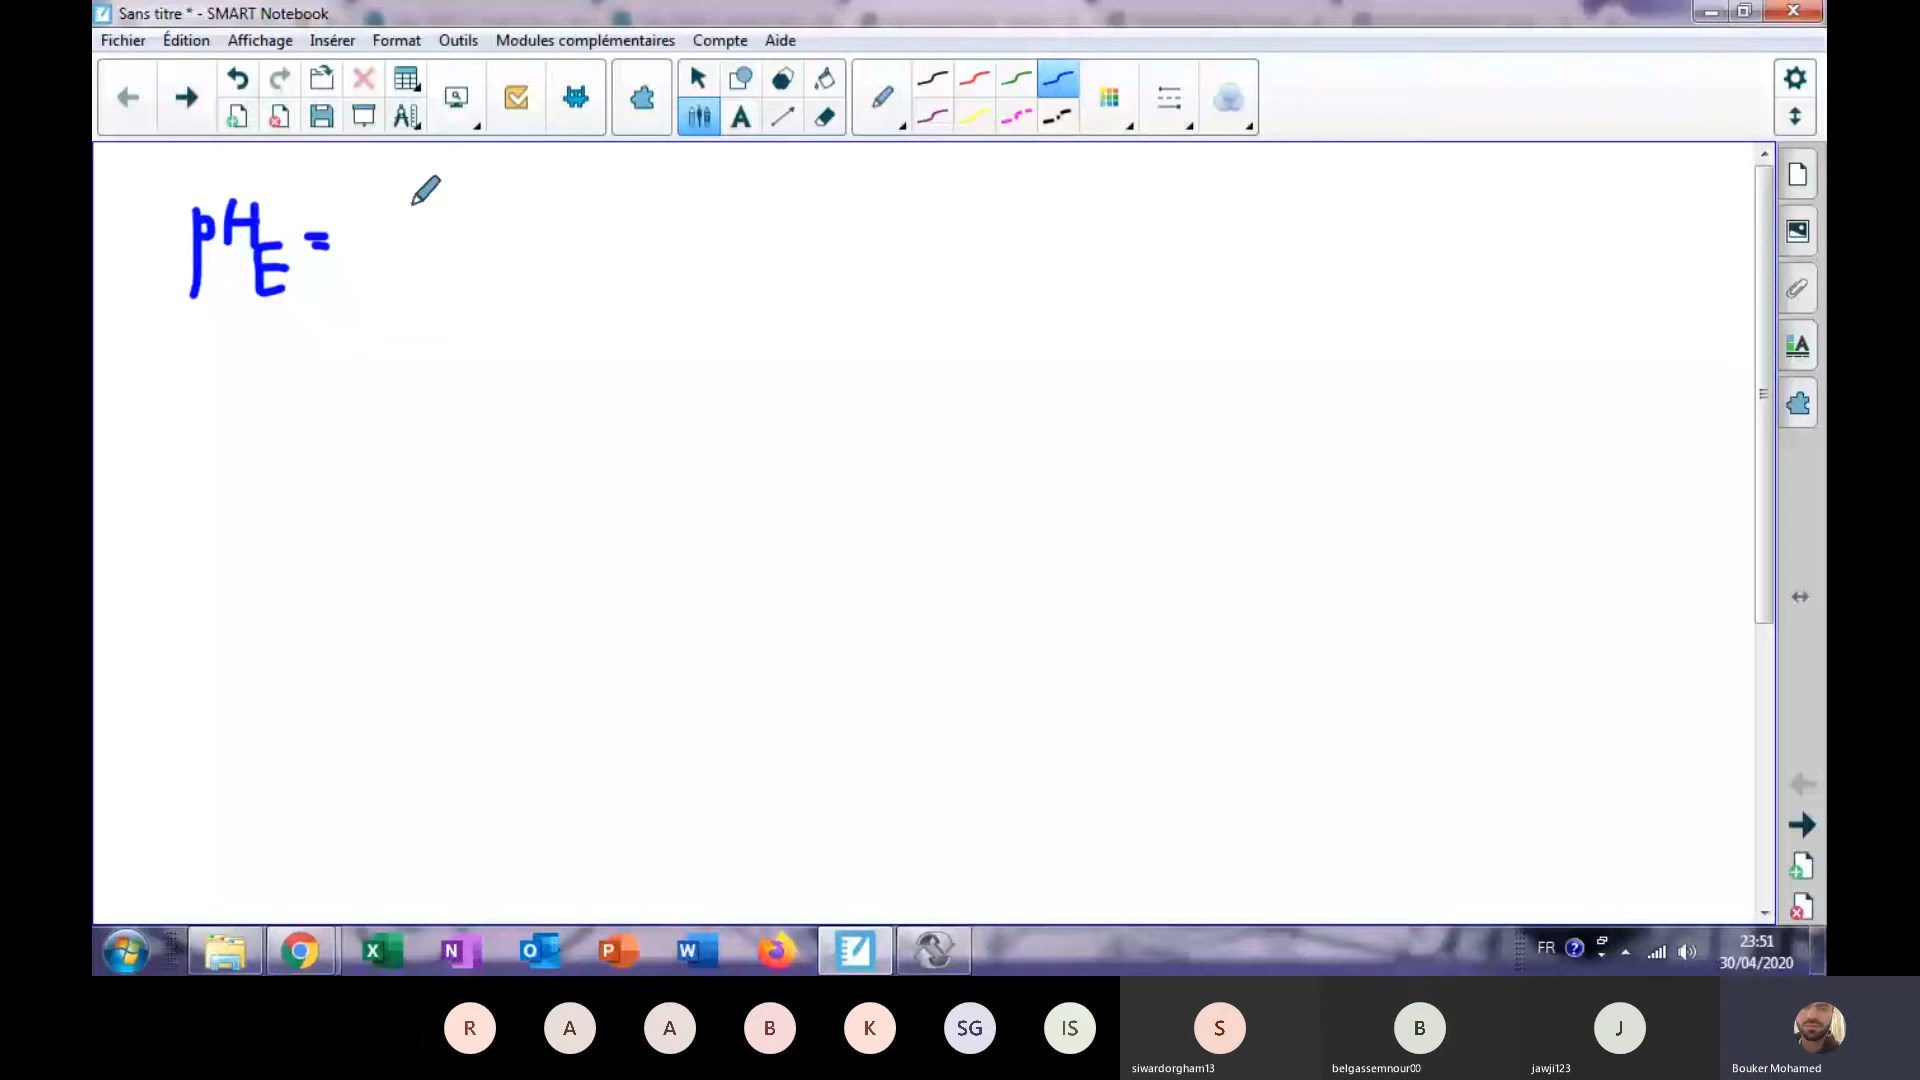 Sans titre * - SMART Notebook
Fichier Édition Affichage Insérer Format Outils Modules complémentaires Compte Aide
pH_E =
FR
23:51
30/04/2020
R A A B K SG IS S B J
siwardorgham13 belgassemnour00 jawji123 Bouker Mohamed